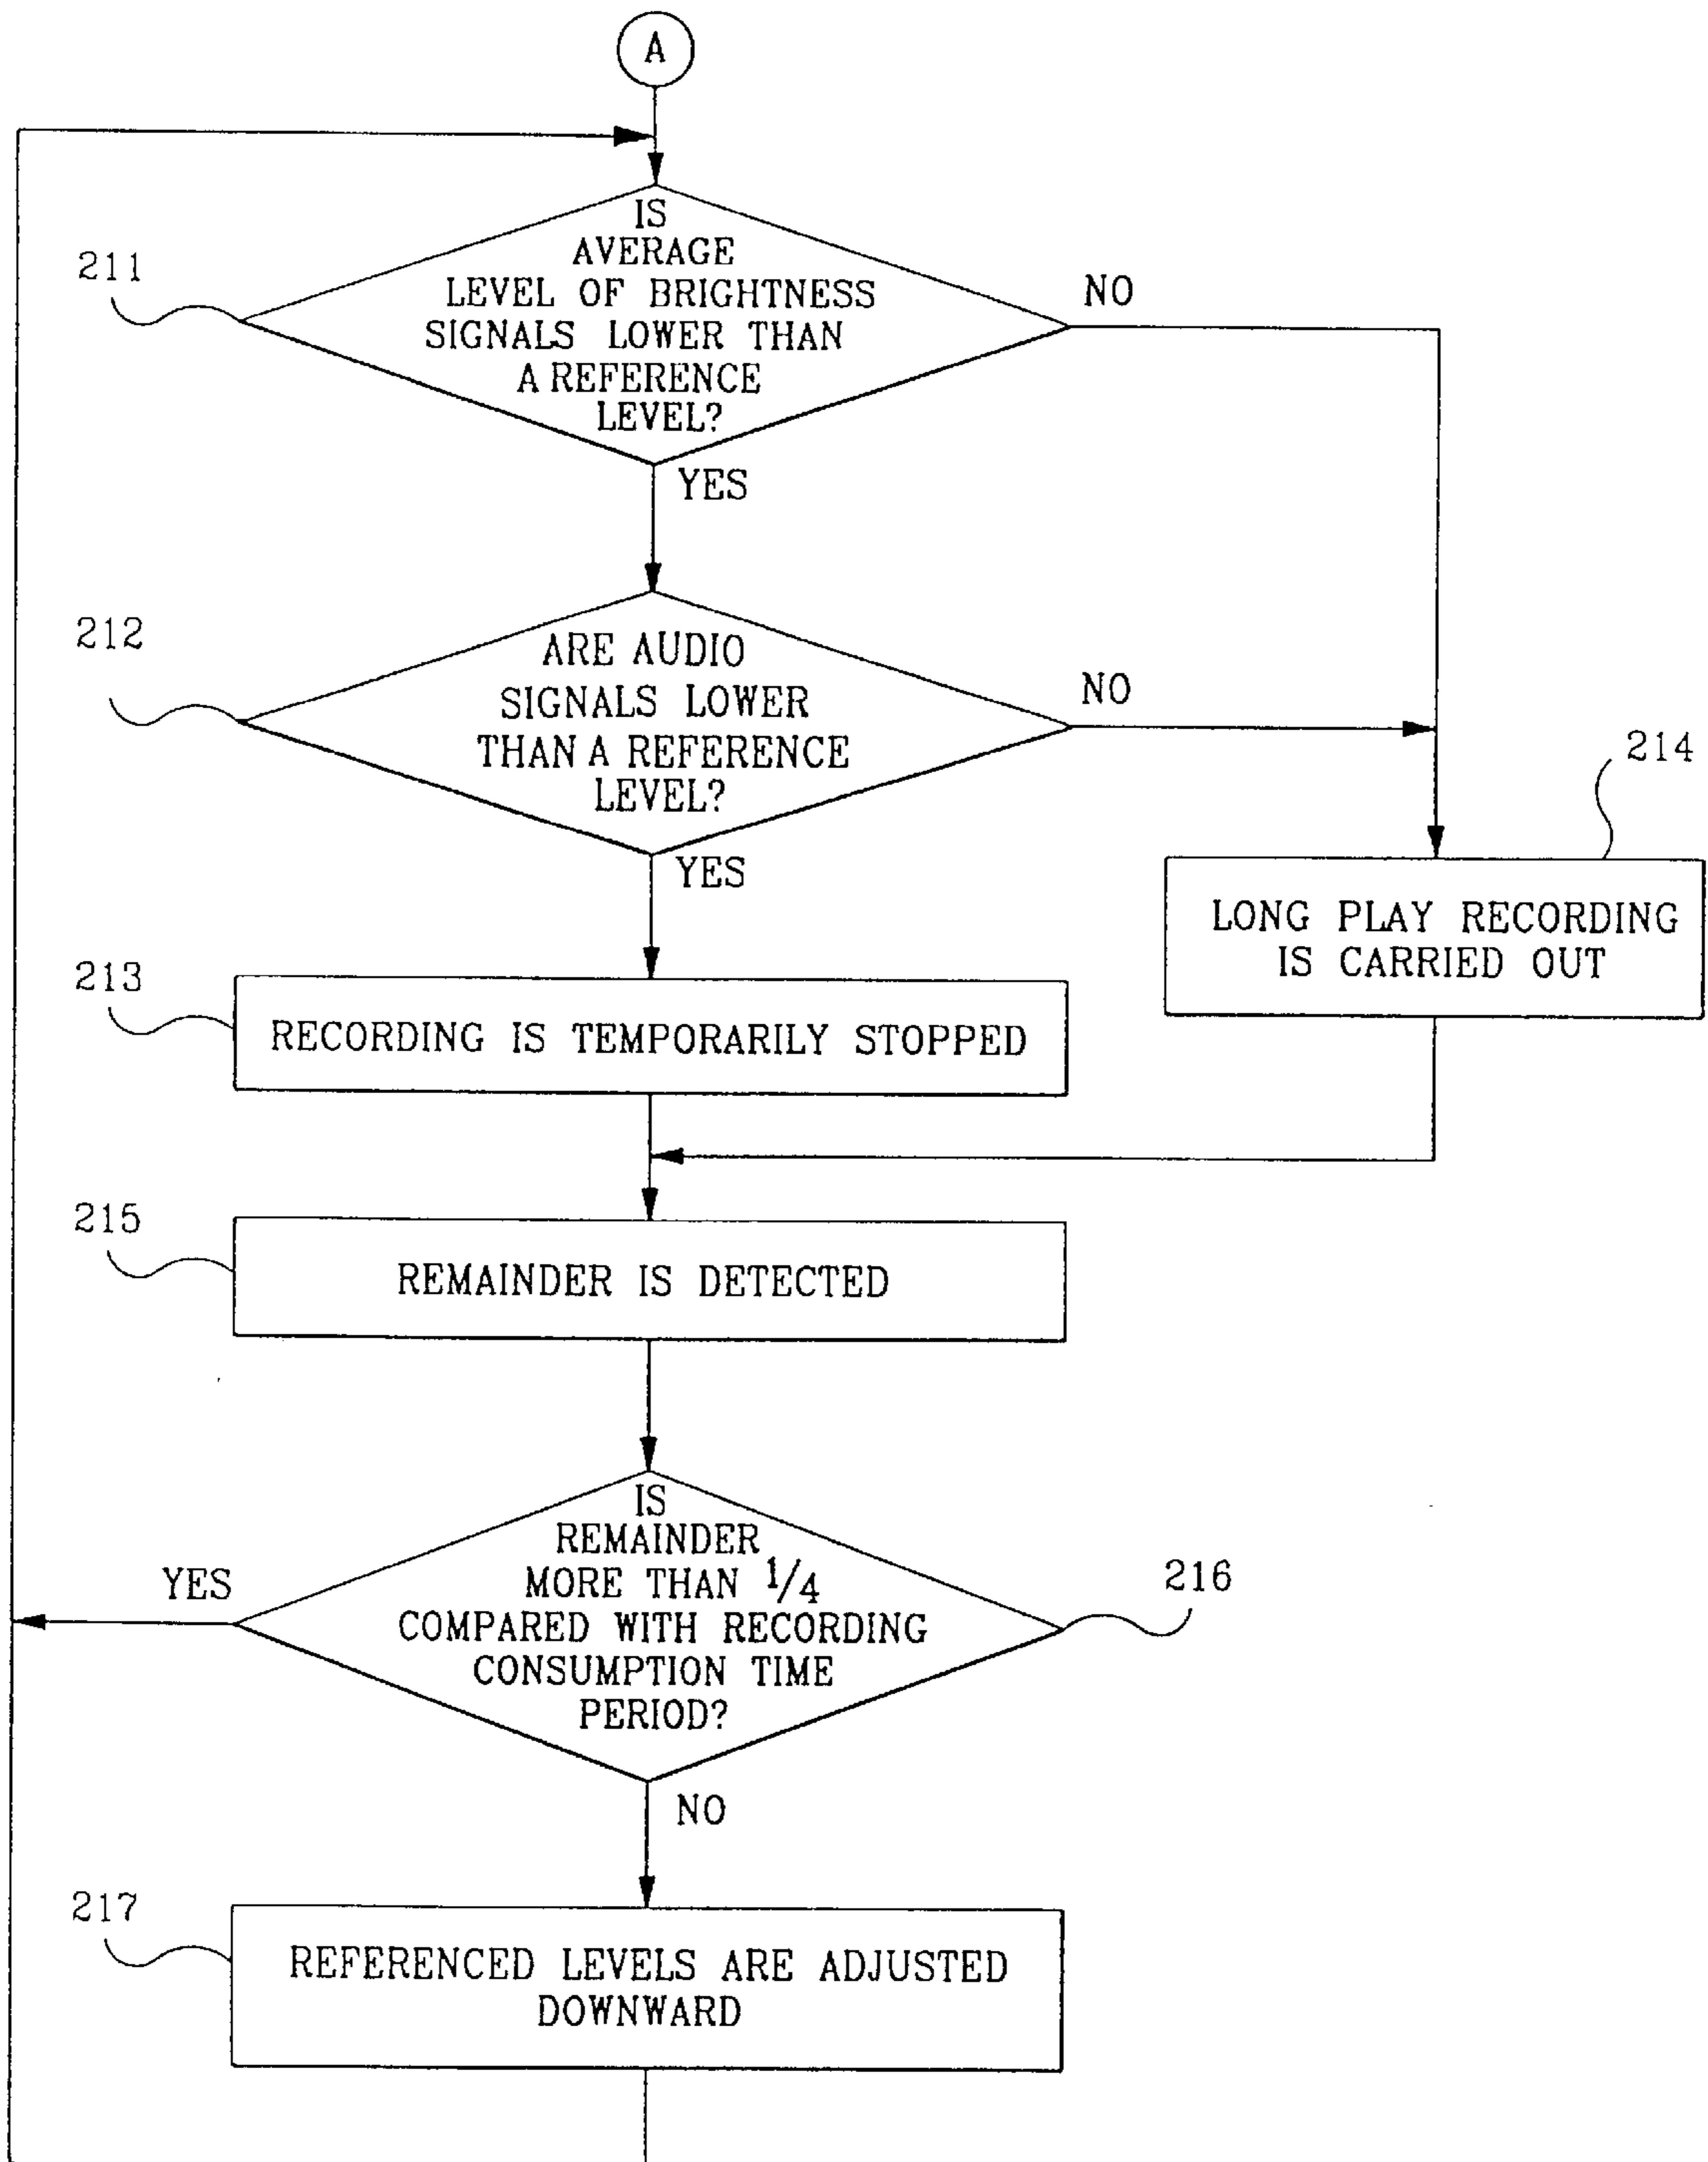 A
IS
AVERAGE
LEVEL OF BRIGHTNESS
SIGNALS LOWER THAN
A REFERENCE
LEVEL?
211
NO
YES
212
ARE AUDIO
SIGNALS LOWER
THAN A REFERENCE
LEVEL?
NO
YES
214
LONG PLAY RECORDING
IS CARRIED OUT
213
RECORDING IS TEMPORARILY STOPPED
215
REMAINDER IS DETECTED
IS
REMAINDER
MORE THAN 1/4
COMPARED WITH RECORDING
CONSUMPTION TIME
PERIOD?
YES
216
NO
217
REFERENCED LEVELS ARE ADJUSTED
DOWNWARD